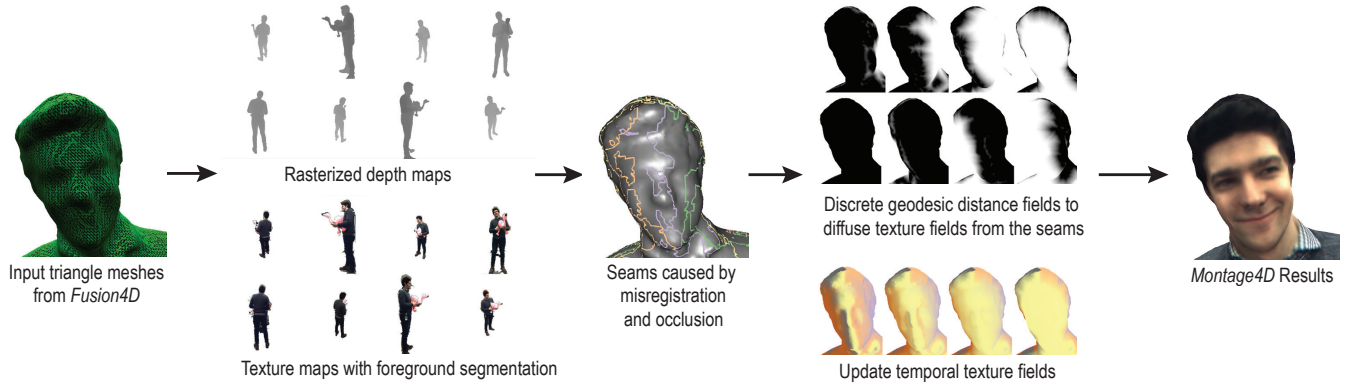 Input triangle meshes
from Fusion4D
Rasterized depth maps
Texture maps with foreground segmentation
Seams caused by
misregistration
and occlusion
Discrete geodesic distance fields to
diffuse texture fields from the seams
Update temporal texture fields
Montage4D Results